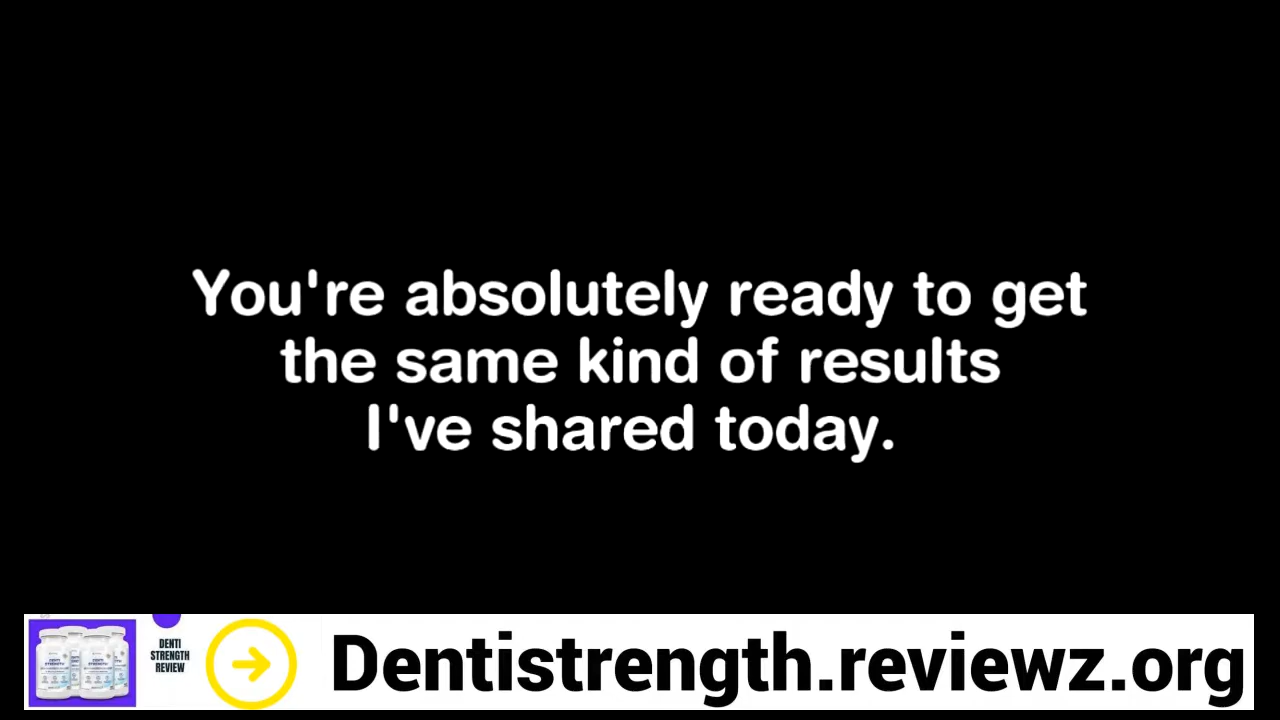 You're absolutely ready to get
the same kind of results
I've shared today.
DENTI
STRENGTH
REVIEW
Dentistrength.reviewz.org